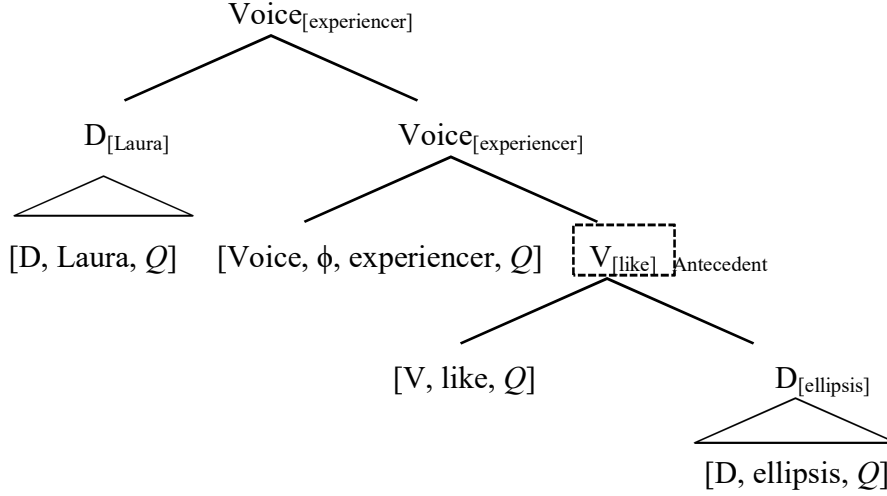 Voice[experiencer]
D[Laura] Voice[experiencer]
[D, Laura, Q] [Voice, ϕ, experiencer, Q] V[like] Antecedent
[V, like, Q] D[ellipsis]
[D, ellipsis, Q]